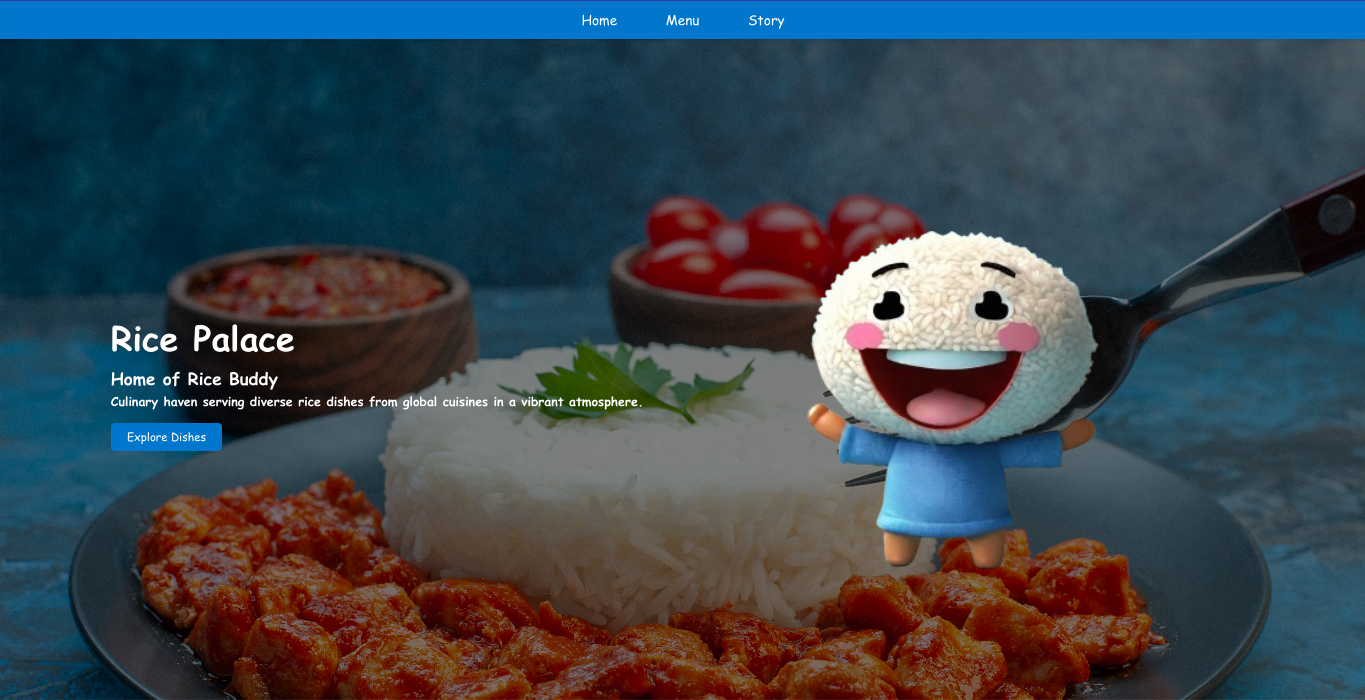 Home Menu Story
Rice Palace
Home of Rice Buddy
Culinary haven serving diverse rice dishes from global cuisines in a vibrant atmosphere.
Explore Dishes